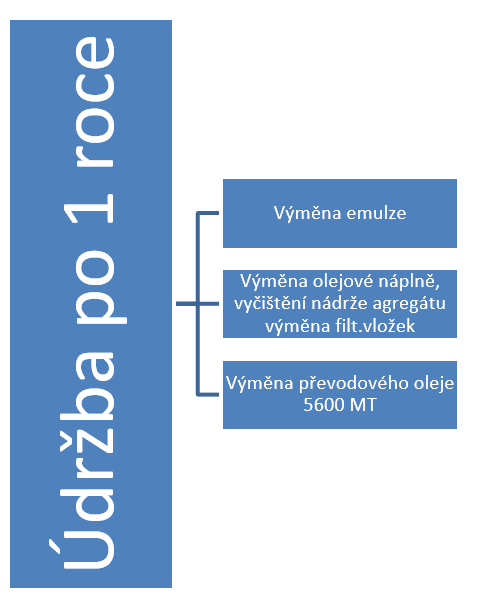 Údržba po 1 roce
Výměna emulze
Výměna olejové náplně,
vyčištění nádrže agregátu
výměna filt.vložek
Výměna převodového oleje
5600 MT